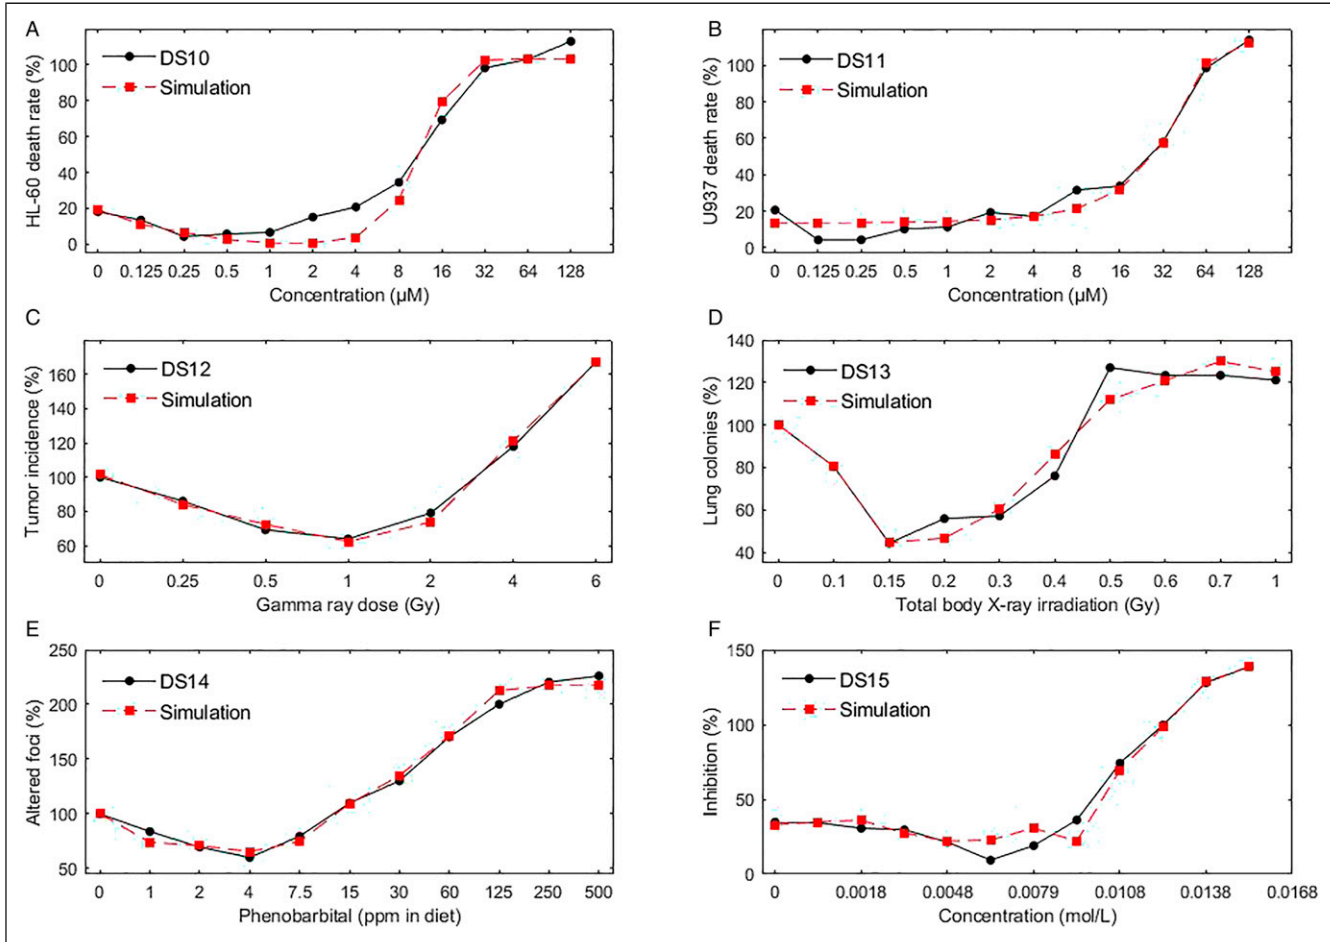 A
HL-60 death rate (%)
DS10
Simulation
100
80
60
40
20
0
0 0.125 0.25 0.5 1 2 4 8 16 32 64 128
Concentration (µM)
B
U937 death rate (%)
DS11
Simulation
100
80
60
40
20
0
0 0.125 0.25 0.5 1 2 4 8 16 32 64 128
Concentration (µM)
C
Tumor incidence (%)
DS12
Simulation
160
140
120
100
80
60
0 0.25 0.5 1 2 4 6
Gamma ray dose (Gy)
D
Lung colonies (%)
DS13
Simulation
140
120
100
80
60
40
0 0.1 0.15 0.2 0.3 0.4 0.5 0.6 0.7 1
Total body X-ray irradiation (Gy)
E
Altered foci (%)
DS14
Simulation
250
200
150
100
50
0 1 2 4 7.5 15 30 60 125 250 500
Phenobarbital (ppm in diet)
F
Inhibition (%)
DS15
Simulation
150
100
50
0
0 0.0018 0.0048 0.0079 0.0108 0.0138 0.0168
Concentration (mol/L)